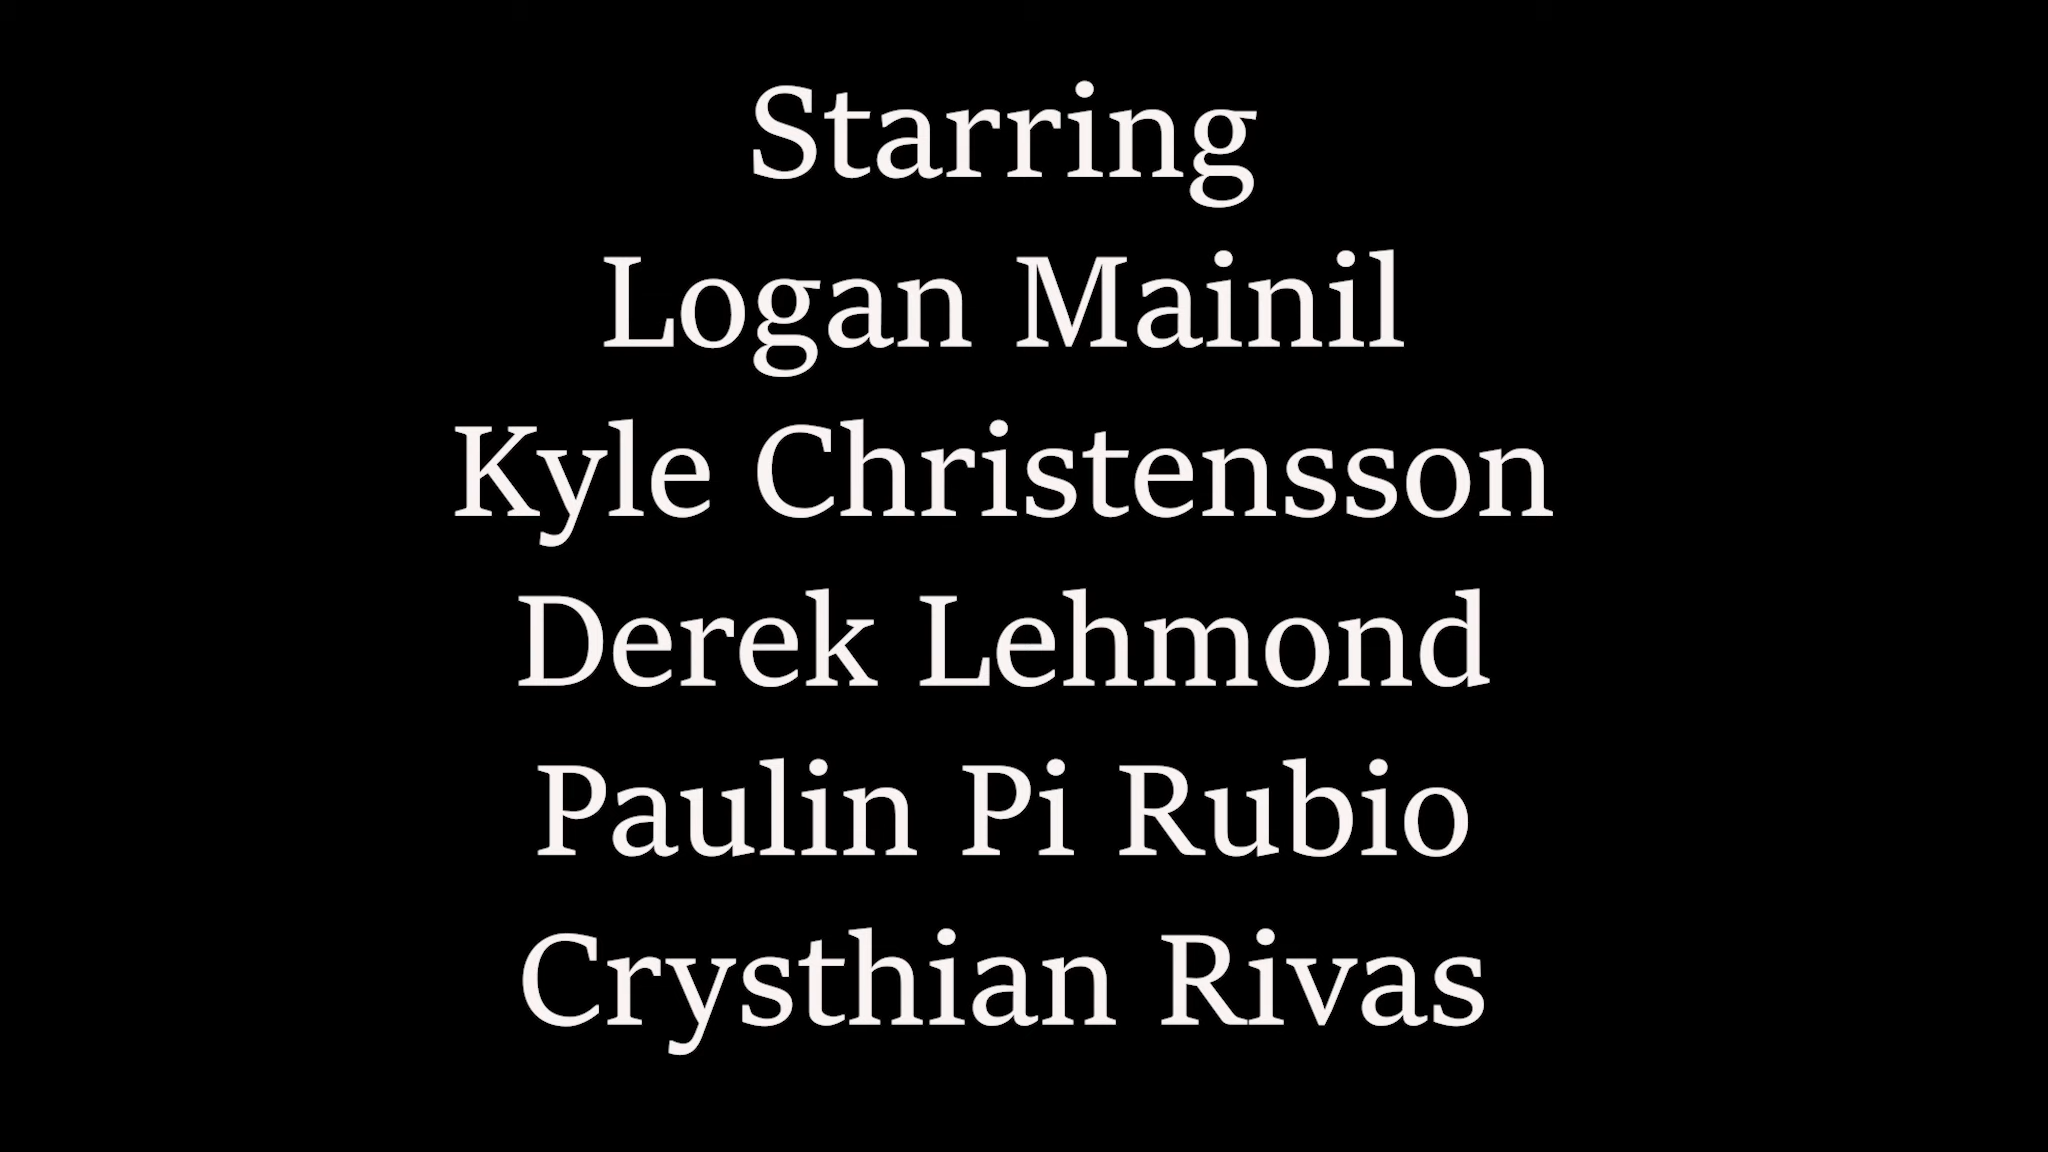 Starring
Logan Mainil
Kyle Christensson
Derek Lehmond
Paulin Pi Rubio
Crysthian Rivas